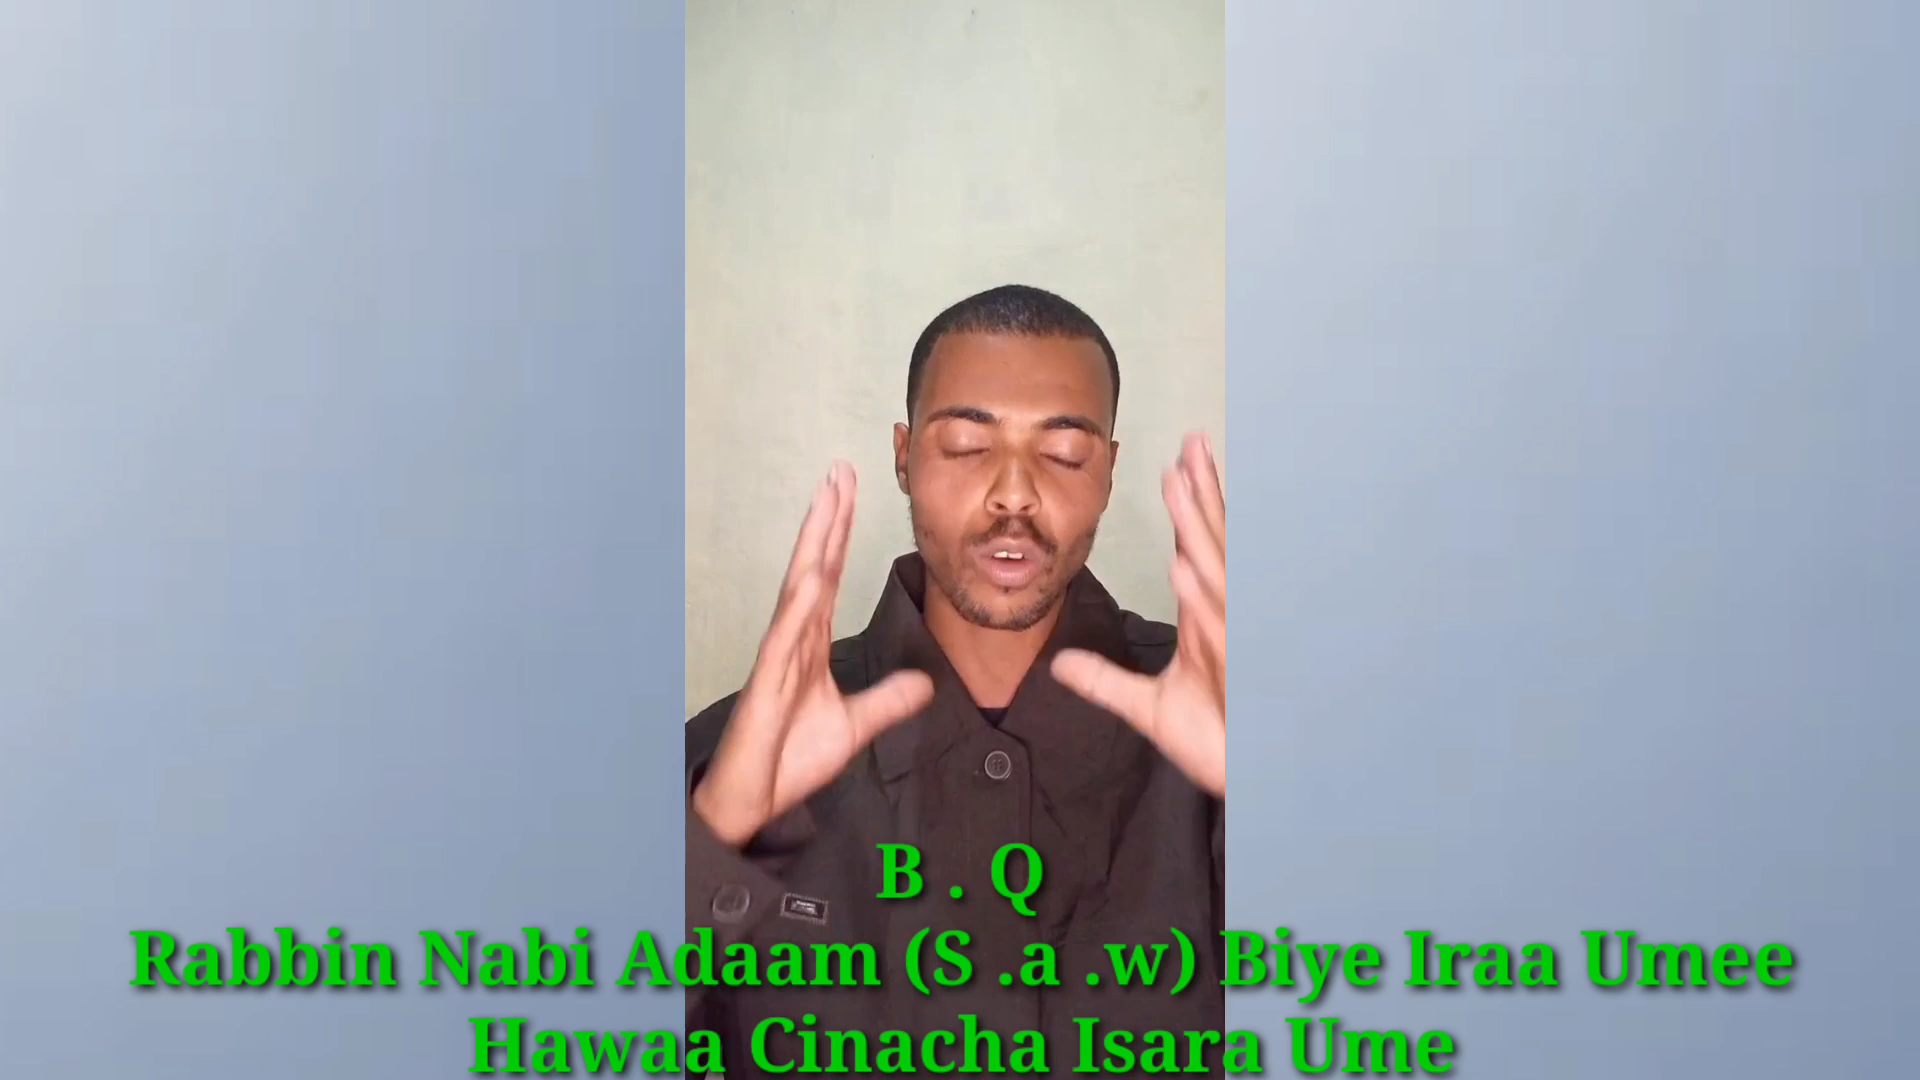 B . Q
Rabbin Nabi Adaam (S .a .w) Biye Iraa Umee
Hawaa Cinacha Isara Ume